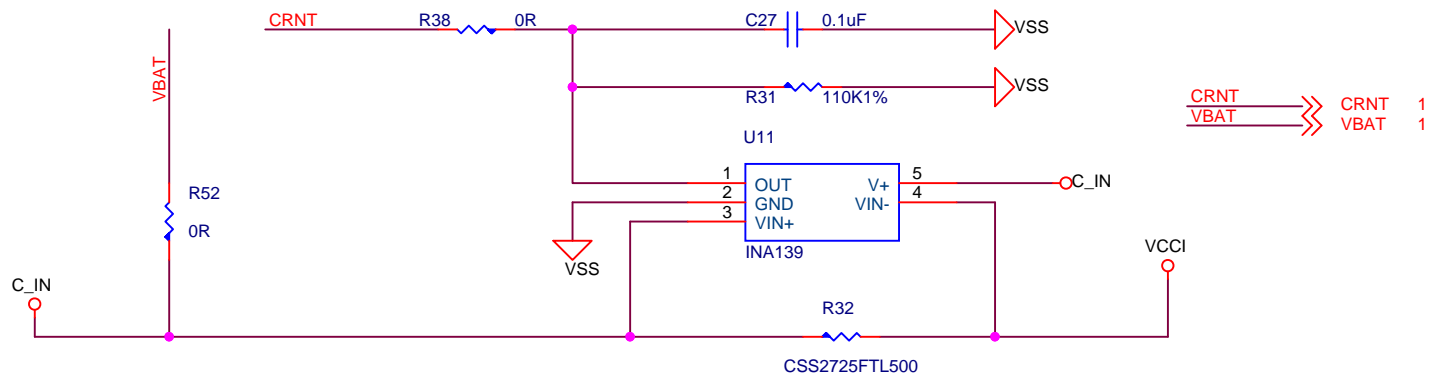 CRNT
R38
0R
C27
0.1uF
VSS
VBAT
R31
110K1%
VSS
CRNT
CRNT 1
VBAT
VBAT 1
U11
1
OUT
2
GND
3
VIN+
5
V+
4
VIN-
C_IN
R52
0R
INA139
VSS
VCCI
C_IN
R32
CSS2725FTL500